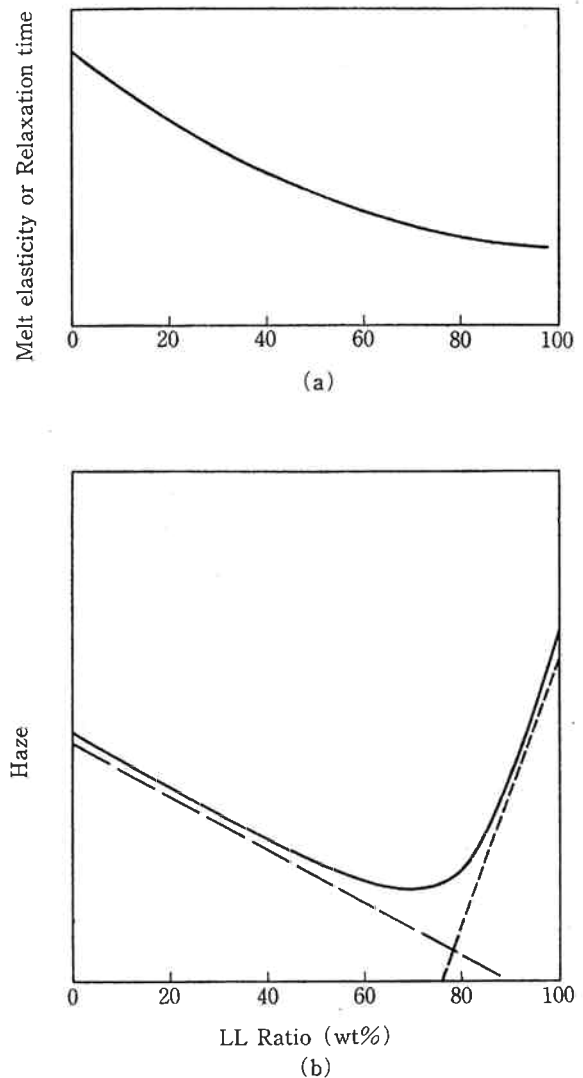 Melt elasticity or Relaxation time
0 20 40 60 80 100
(a)
Haze
0 20 40 60 80 100
LL Ratio (wt%)
(b)